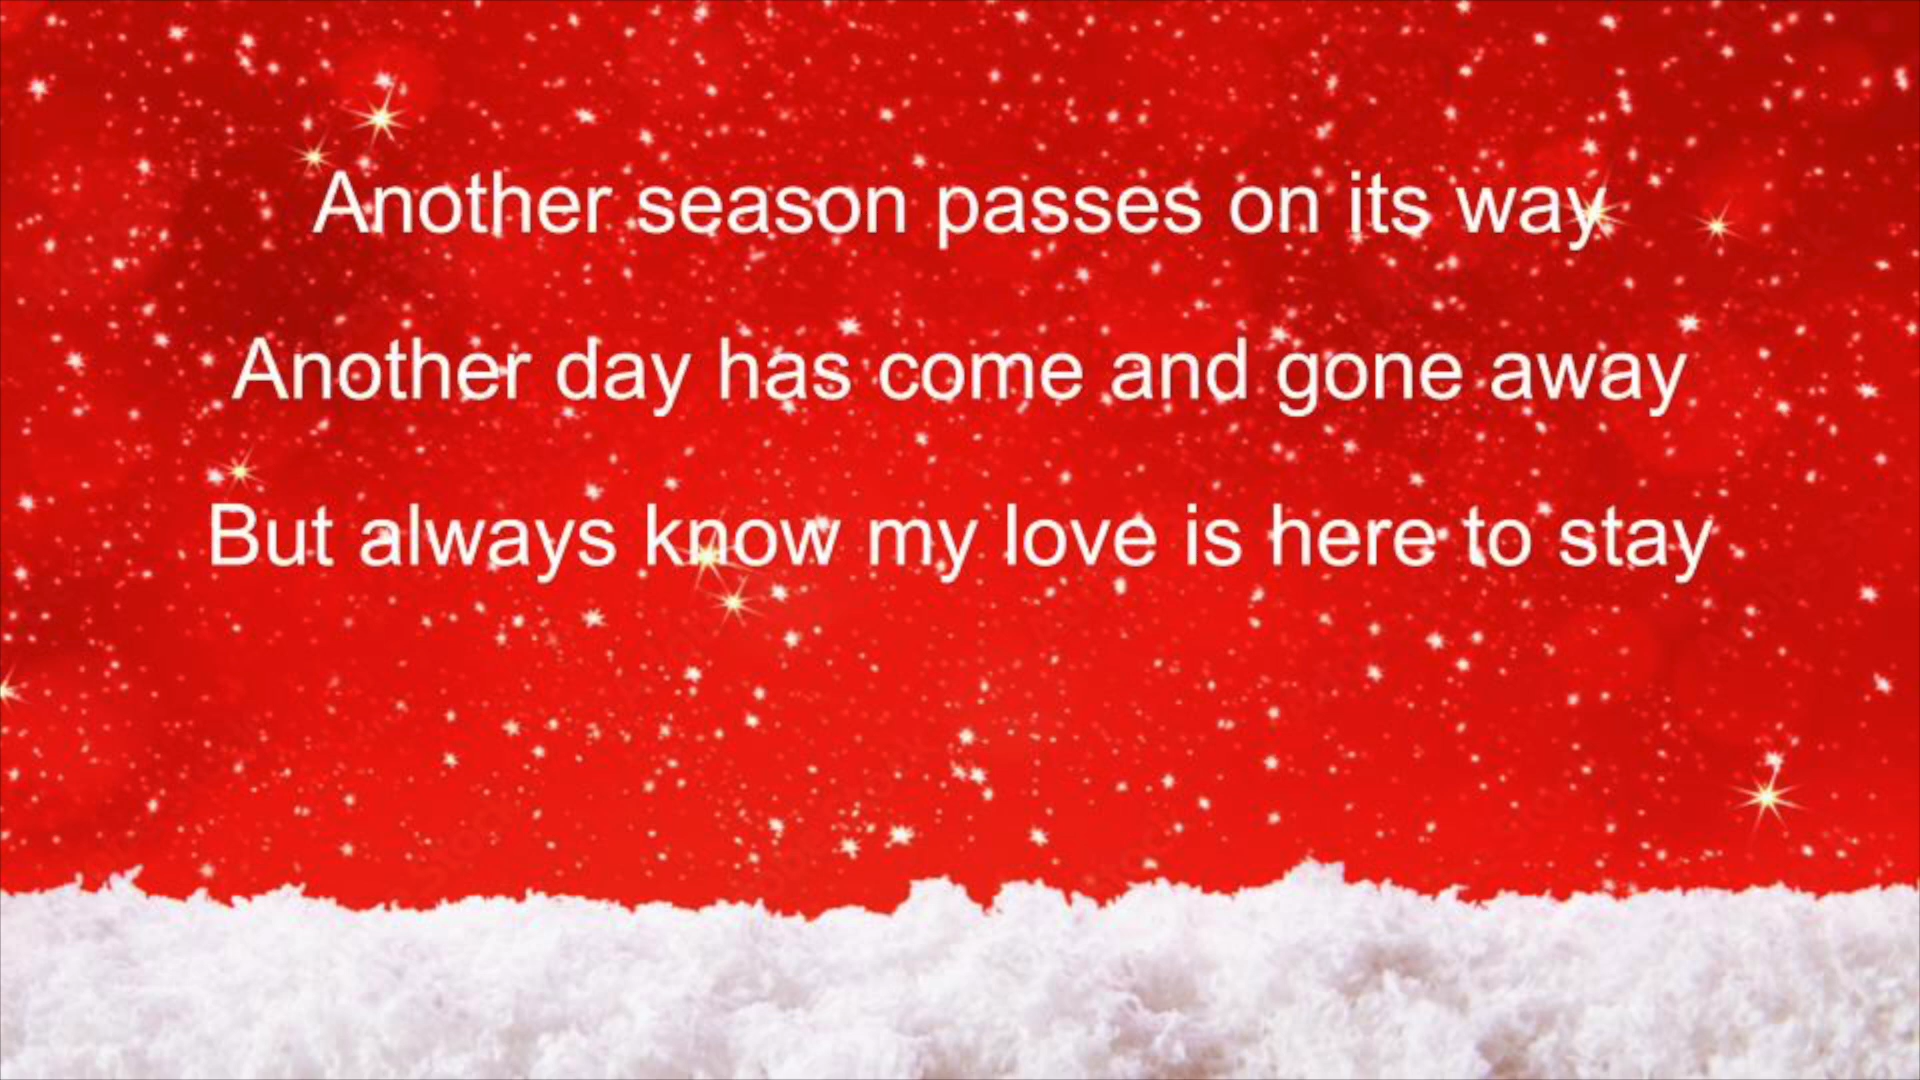 Another season passes on its way
Another day has come and gone away
But always know my love is here to stay